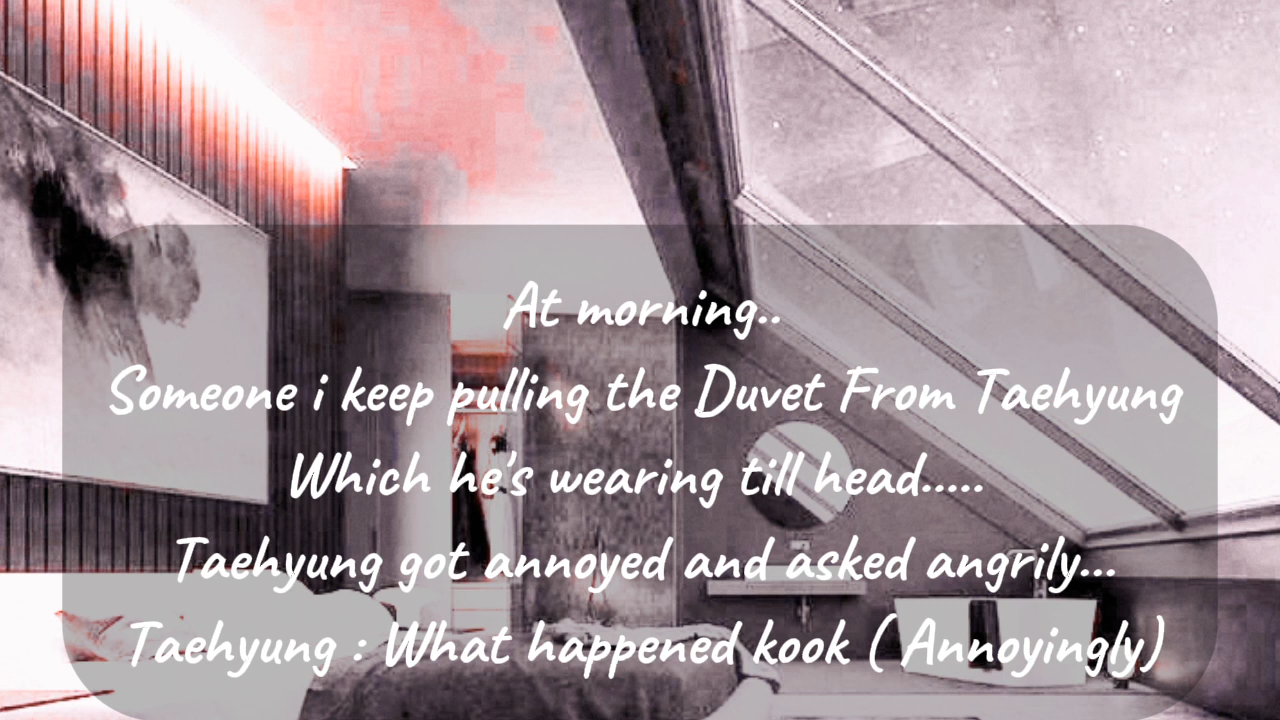 At morning..
Someone i keep pulling the Duvet From Taehyung
Which he's wearing till head.....
Taehyung got annoyed and asked angrily...
Taehyung : What happened kook ( Annoyingly)